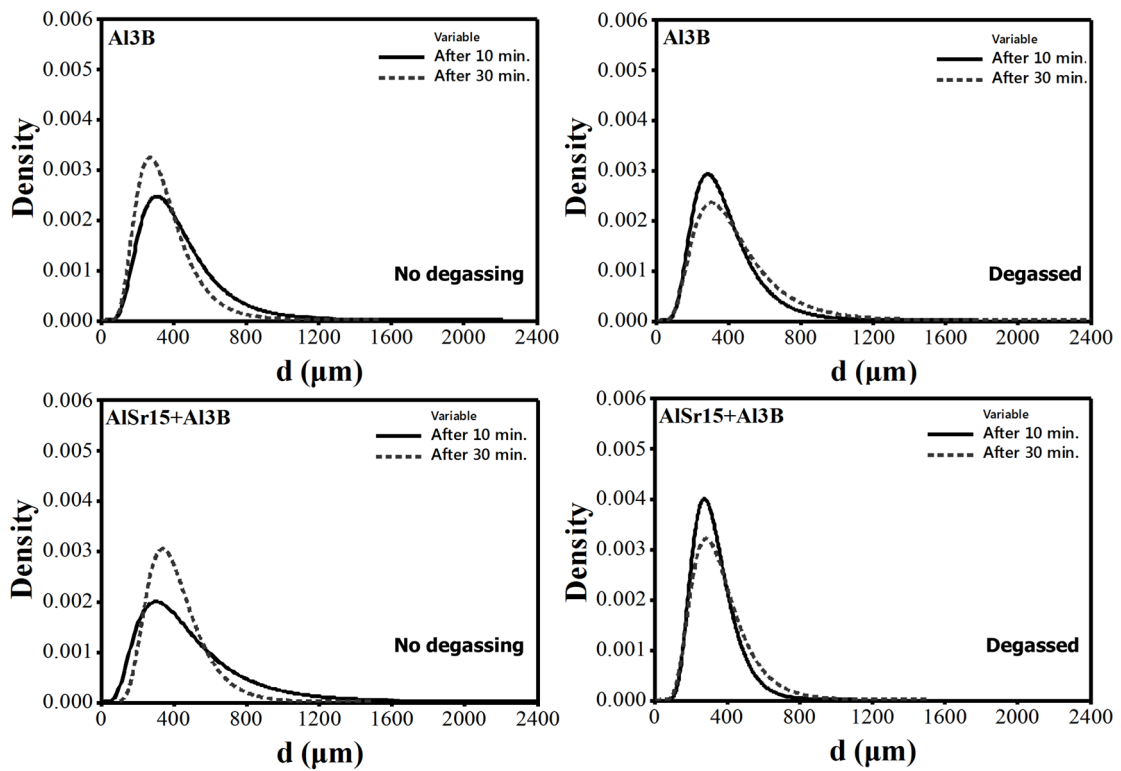 Al3B
Variable
After 10 min.
After 30 min.
No degassing
Density
0.006
0.005
0.004
0.003
0.002
0.001
0.000
0 400 800 1200 1600 2000 2400
d (µm)
Al3B
Variable
After 10 min.
After 30 min.
Degassed
Density
0.006
0.005
0.004
0.003
0.002
0.001
0.000
0 400 800 1200 1600 2000 2400
d (µm)
AlSr15+Al3B
Variable
After 10 min.
After 30 min.
No degassing
Density
0.006
0.005
0.004
0.003
0.002
0.001
0.000
0 400 800 1200 1600 2000 2400
d (µm)
AlSr15+Al3B
Variable
After 10 min.
After 30 min.
Degassed
Density
0.006
0.005
0.004
0.003
0.002
0.001
0.000
0 400 800 1200 1600 2000 2400
d (µm)